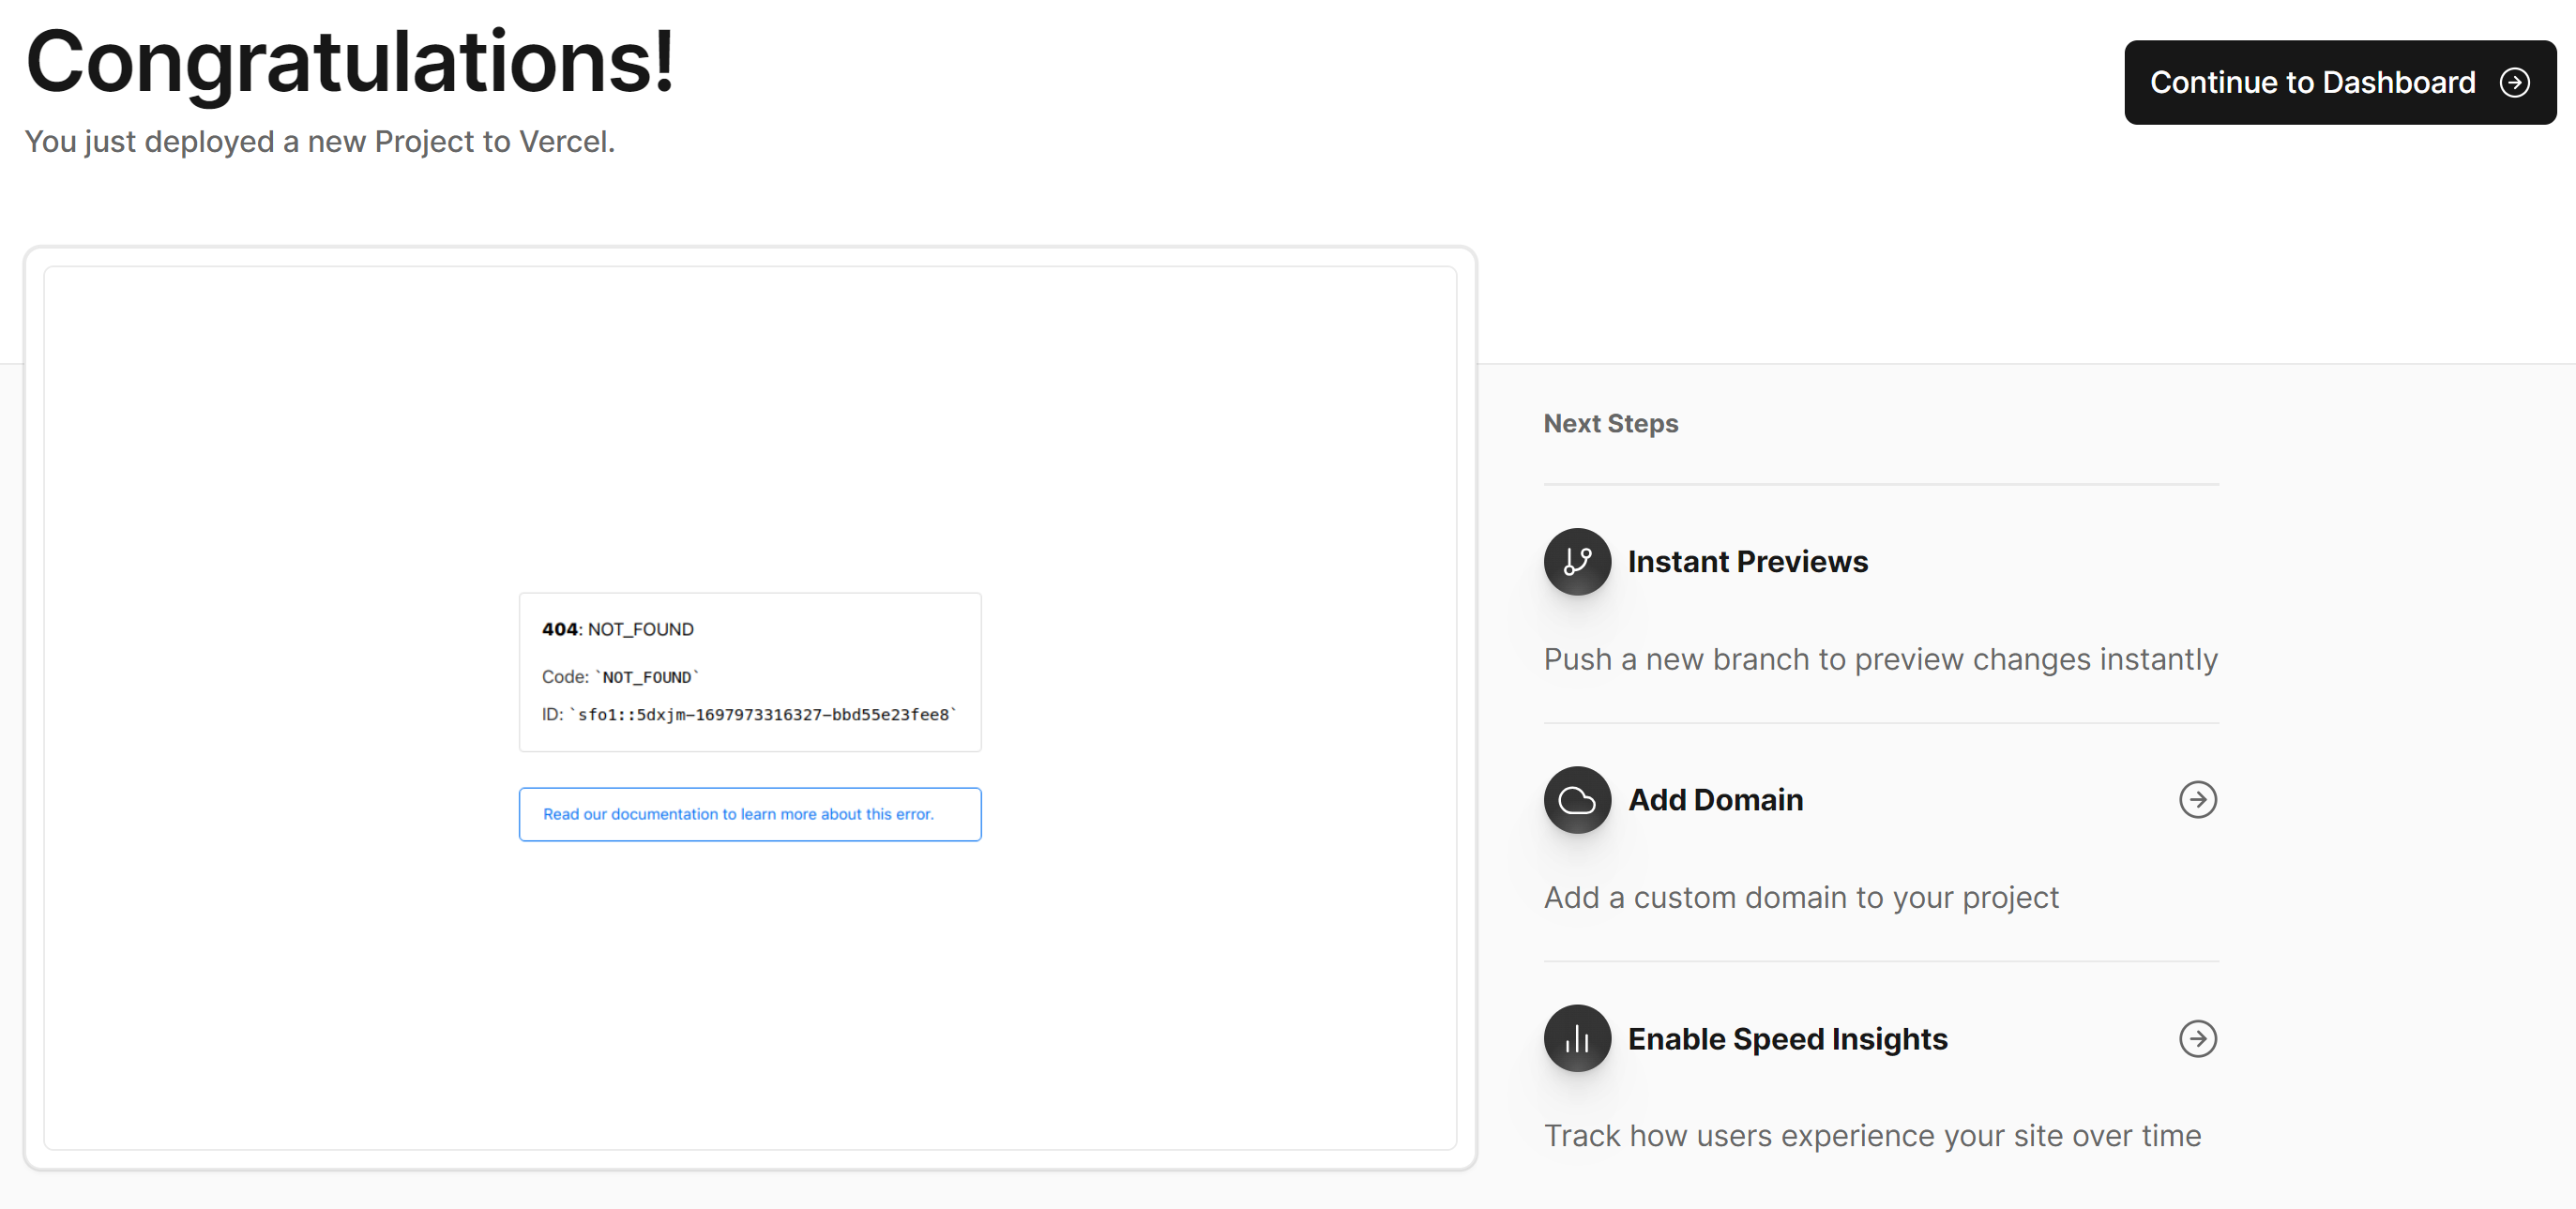 Congratulations!
You just deployed a new Project to Vercel.
Continue to Dashboard
404: NOT_FOUND
Code: `NOT_FOUND`
ID: `sfo1::5dxjm-1697973316327-bbd55e23fee8`
Read our documentation to learn more about this error.
Next Steps
Instant Previews
Push a new branch to preview changes instantly
Add Domain
Add a custom domain to your project
Enable Speed Insights
Track how users experience your site over time